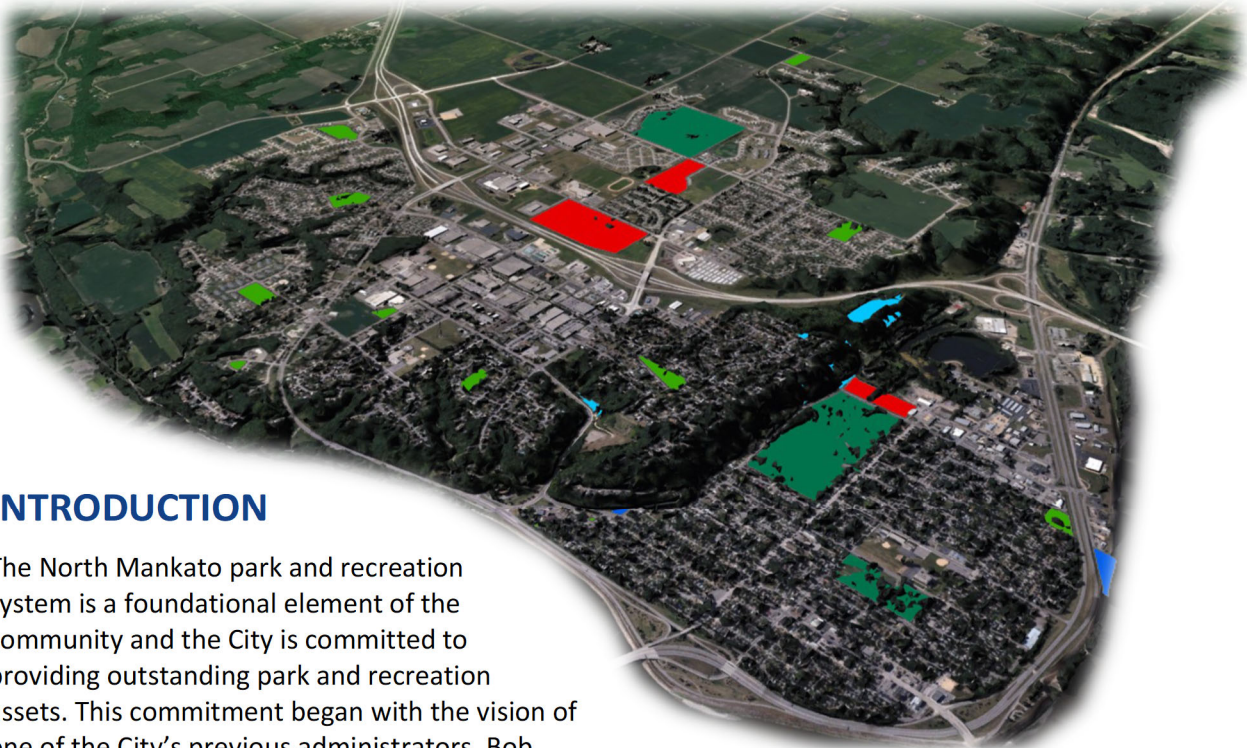 NTRODUCTION
The North Mankato park and recreation
ystem is a foundational element of the
ommunity and the City is committed to
providing outstanding park and recreation
ssets. This commitment began with the vision of
one of the City's previous administrators, Bob